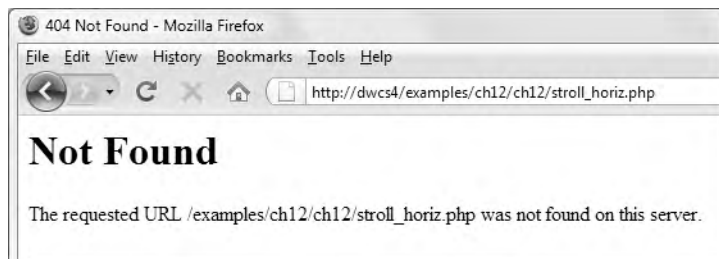 404 Not Found - Mozilla Firefox
File Edit View History Bookmarks Tools Help
http://dwcs4/examples/ch12/ch12/stroll_horiz.php
Not Found
The requested URL /examples/ch12/ch12/stroll_horiz.php was not found on this server.